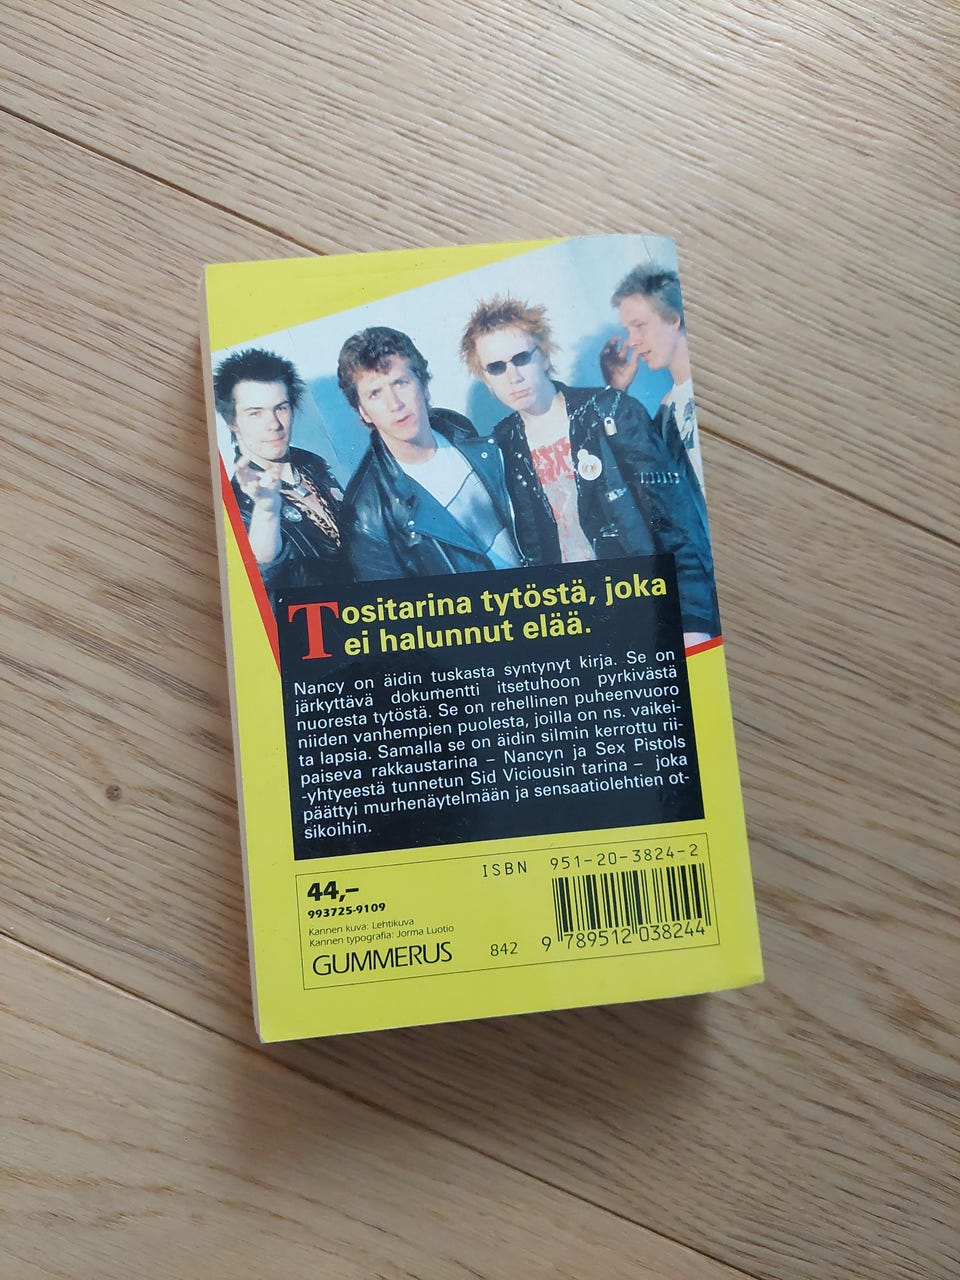 Tositarina tytöstä, joka
ei halunnut elää.
Nancy on äidin tuskasta syntynyt kirja. Se on
järkyttävä dokumentti itsetuhoon pyrkivästä
nuoresta tytöstä. Se on rehellinen puheenvuoro
niiden vanhempien puolesta, joilla on ns. vaikei-
ta lapsia. Samalla se on äidin silmin kerrottu rii-
paiseva rakkaustarina – Nancyn ja Sex Pistols
-yhtyeestä tunnetun Sid Viciousin tarina – joka
päättyi murhenäytelmään ja sensaatiolehtien ot-
sikoihin.
ISBN 951-20-3824-2
44,–
993725-9109
Kannen kuva: Lehtikuva
Kannen typografia: Jorma Luotio
GUMMERUS
842
9 789512 038244